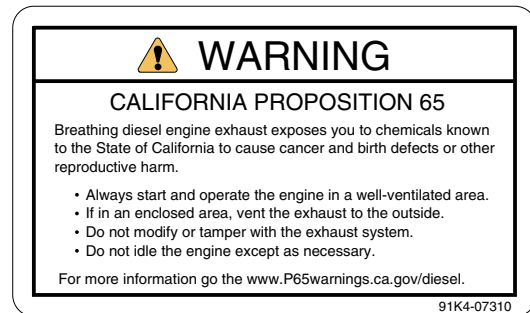 WARNING
CALIFORNIA PROPOSITION 65
Breathing diesel engine exhaust exposes you to chemicals known
to the State of California to cause cancer and birth defects or other
reproductive harm.
• Always start and operate the engine in a well-ventilated area.
• If in an enclosed area, vent the exhaust to the outside.
• Do not modify or tamper with the exhaust system.
• Do not idle the engine except as necessary.
For more information go the www.P65warnings.ca.gov/diesel.
91K4-07310